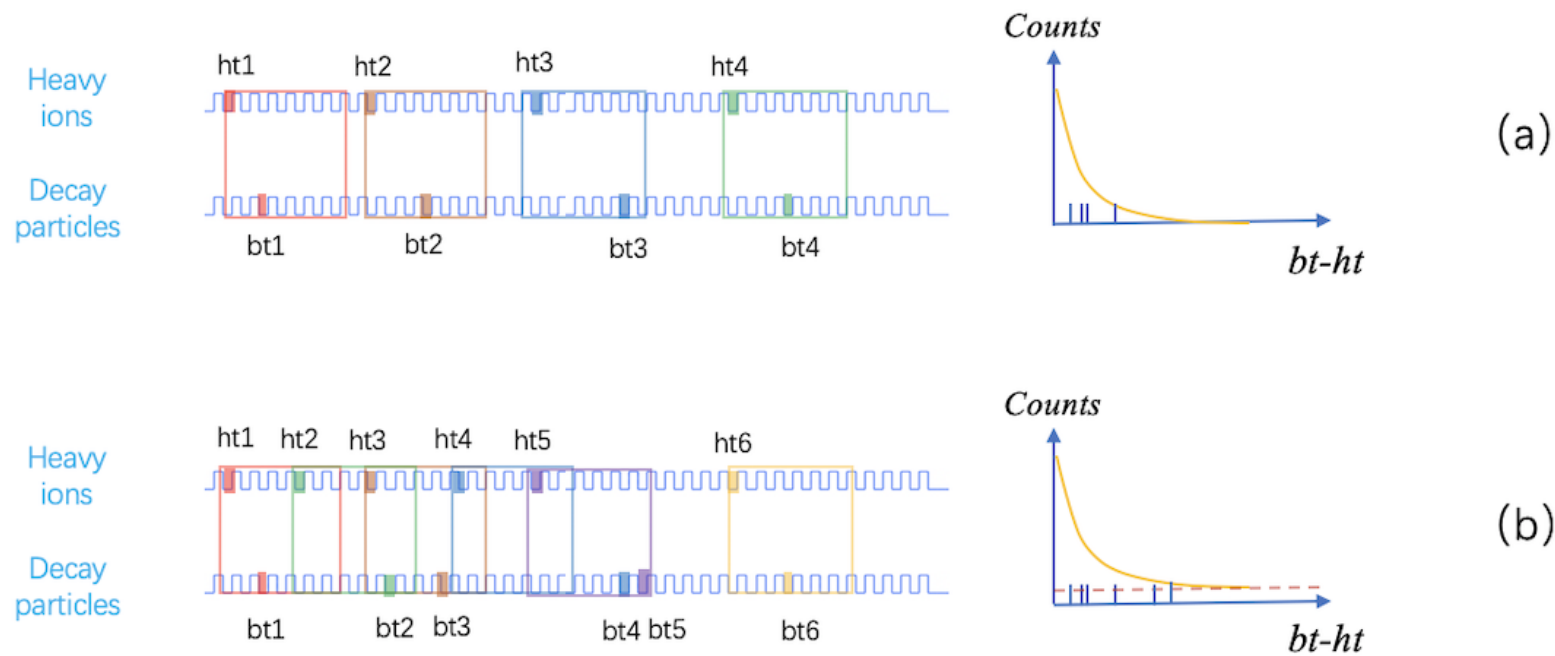 Counts
ht1 ht2 ht3 ht4
Heavy
ions
(a)
Decay
particles
bt1 bt2 bt3 bt4
bt-ht
Counts
ht1 ht2 ht3 ht4 ht5 ht6
Heavy
ions
(b)
Decay
particles
bt1 bt2 bt3 bt4 bt5 bt6
bt-ht